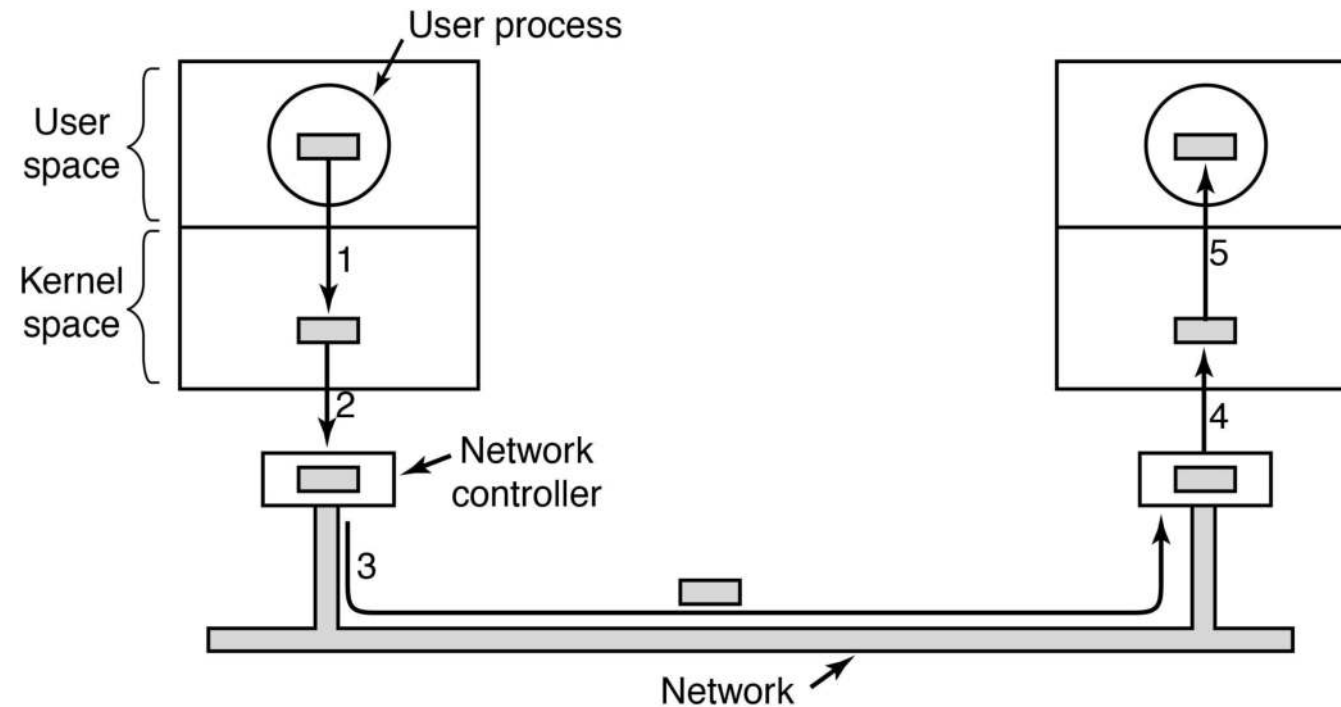 User process
User
space
1
5
Kernel
space
2
4
Network
controller
3
Network